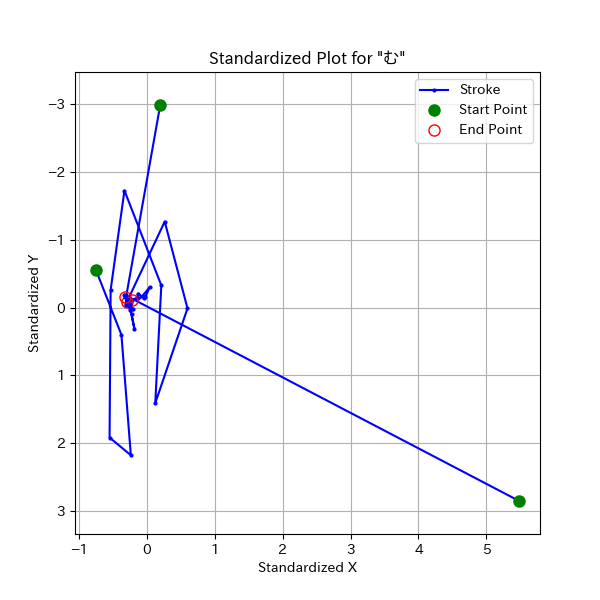 Standardized Plot for "む"
Stroke
Start Point
End Point
−3
−2
−1
0
1
2
3
Standardized Y
−1 0 1 2 3 4 5
Standardized X